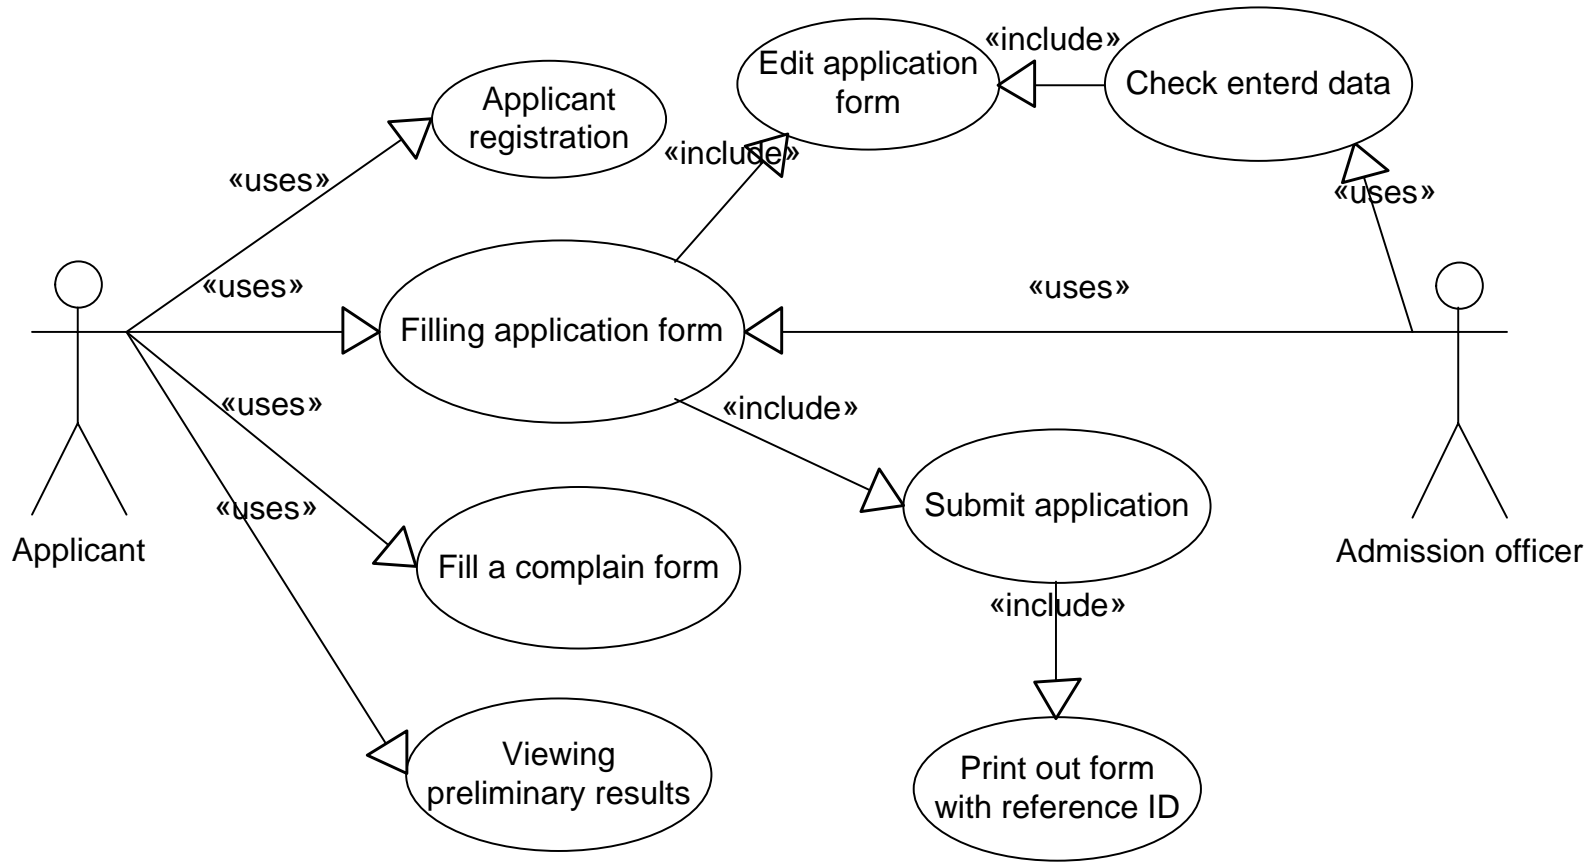 «include»
Edit application
form
Check enterd data
Applicant
registration
«include»
«uses»
«uses»
«uses»
«uses»
Filling application form
«uses»
«include»
Submit application
«uses»
Applicant
Admission officer
Fill a complain form
«include»
Viewing
preliminary results
Print out form
with reference ID